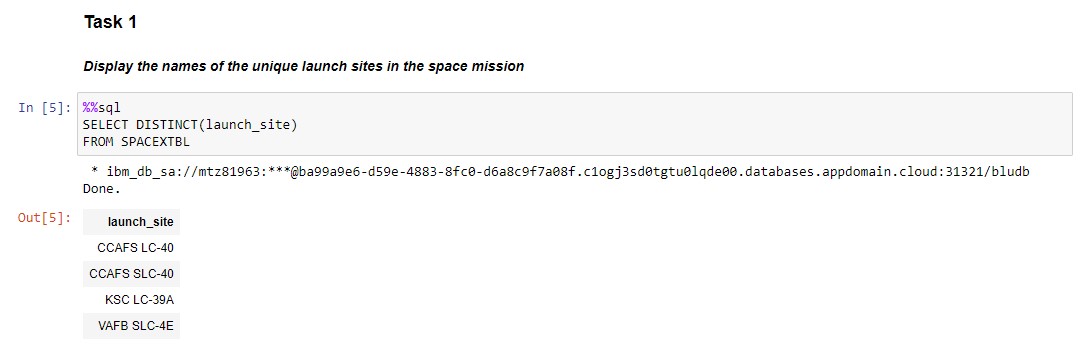 Task 1
Display the names of the unique launch sites in the space mission
In [5]: %%sql
SELECT DISTINCT(launch_site)
FROM SPACEXTBL
* ibm_db_sa://mtz81963:***@ba99a9e6-d59e-4883-8fc0-d6a8c9f7a08f.c1ogj3sd0tgtu0lqde00.databases.appdomain.cloud:31321/bludb
Done.
Out[5]: launch_site
CCAFS LC-40
CCAFS SLC-40
KSC LC-39A
VAFB SLC-4E